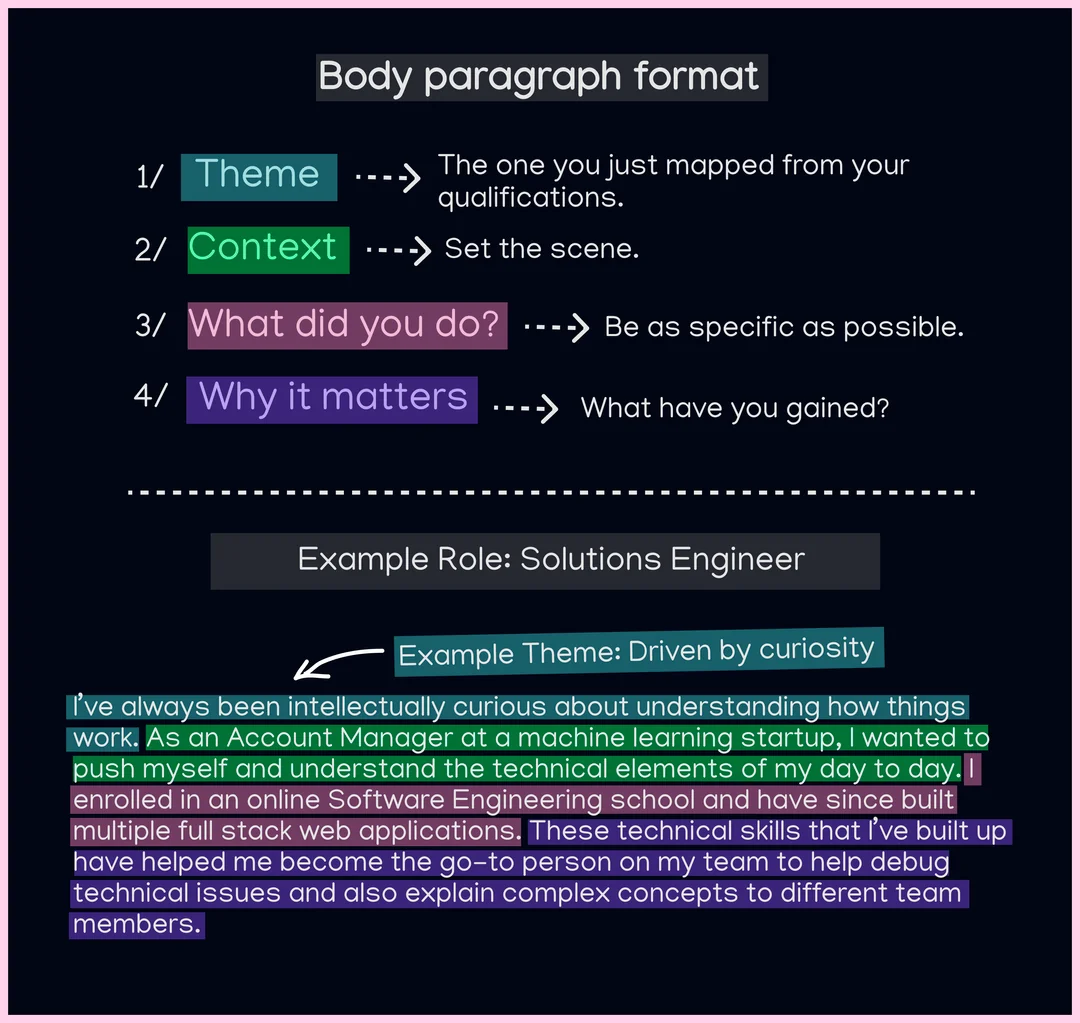 Body paragraph format
1/ Theme
The one you just mapped from your
qualifications.
2/ Context
Set the scene.
3/ What did you do?
Be as specific as possible.
4/ Why it matters
What have you gained?
Example Role: Solutions Engineer
Example Theme: Driven by curiosity
I've always been intellectually curious about understanding how things
work. As an Account Manager at a machine learning startup, I wanted to
push myself and understand the technical elements of my day to day. I
enrolled in an online Software Engineering school and have since built
multiple full stack web applications. These technical skills that I've built up
have helped me become the go-to person on my team to help debug
technical issues and also explain complex concepts to different team
members.